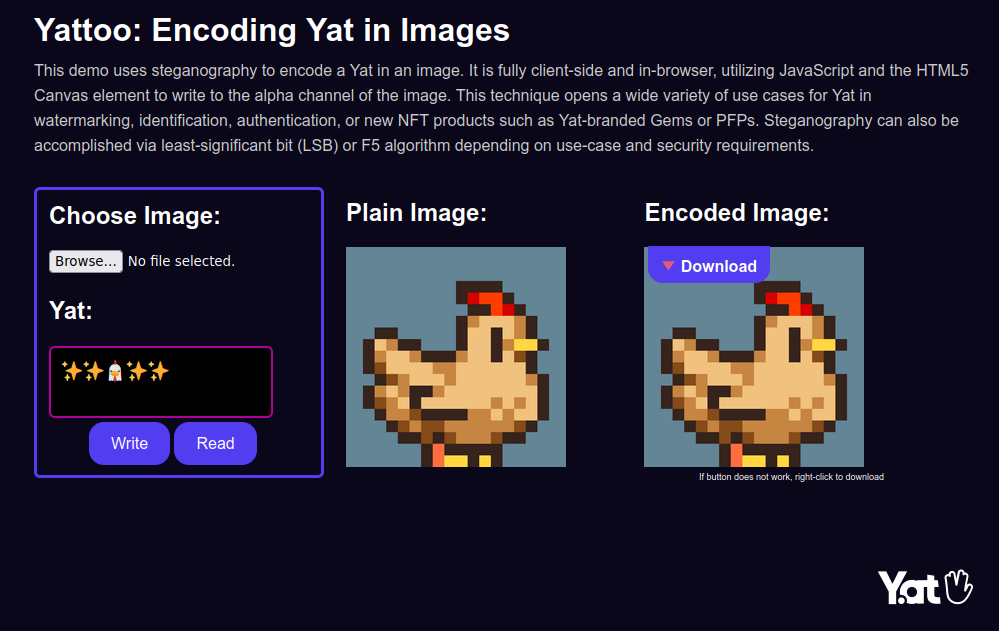 Yattoo: Encoding Yat in Images
This demo uses steganography to encode a Yat in an image. It is fully client-side and in-browser, utilizing JavaScript and the HTML5
Canvas element to write to the alpha channel of the image. This technique opens a wide variety of use cases for Yat in
watermarking, identification, authentication, or new NFT products such as Yat-branded Gems or PFPs. Steganography can also be
accomplished via least-significant bit (LSB) or F5 algorithm depending on use-case and security requirements.
Choose Image:
Browse... No file selected.
Yat:
✨✨🐔✨✨
Write Read
Plain Image:
Encoded Image:
Download
If button does not work, right-click to download
Y.at